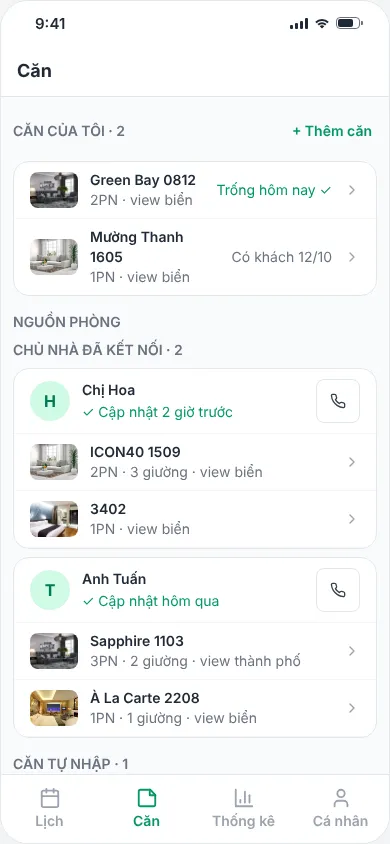 9:41
Căn
CĂN CỦA TÔI · 2
+ Thêm căn
Green Bay 0812
2PN · view biển
Trống hôm nay ✓
Mường Thanh
1605
1PN · view biển
Có khách 12/10
NGUỒN PHÒNG
CHỦ NHÀ ĐÃ KẾT NỐI · 2
H
Chị Hoa
✓ Cập nhật 2 giờ trước
ICON40 1509
2PN · 3 giường · view biển
3402
1PN · view biển
T
Anh Tuấn
✓ Cập nhật hôm qua
Sapphire 1103
3PN · 2 giường · view thành phố
À La Carte 2208
1PN · 1 giường · view biển
CĂN TỰ NHẬP · 1
Lịch
Căn
Thống kê
Cá nhân